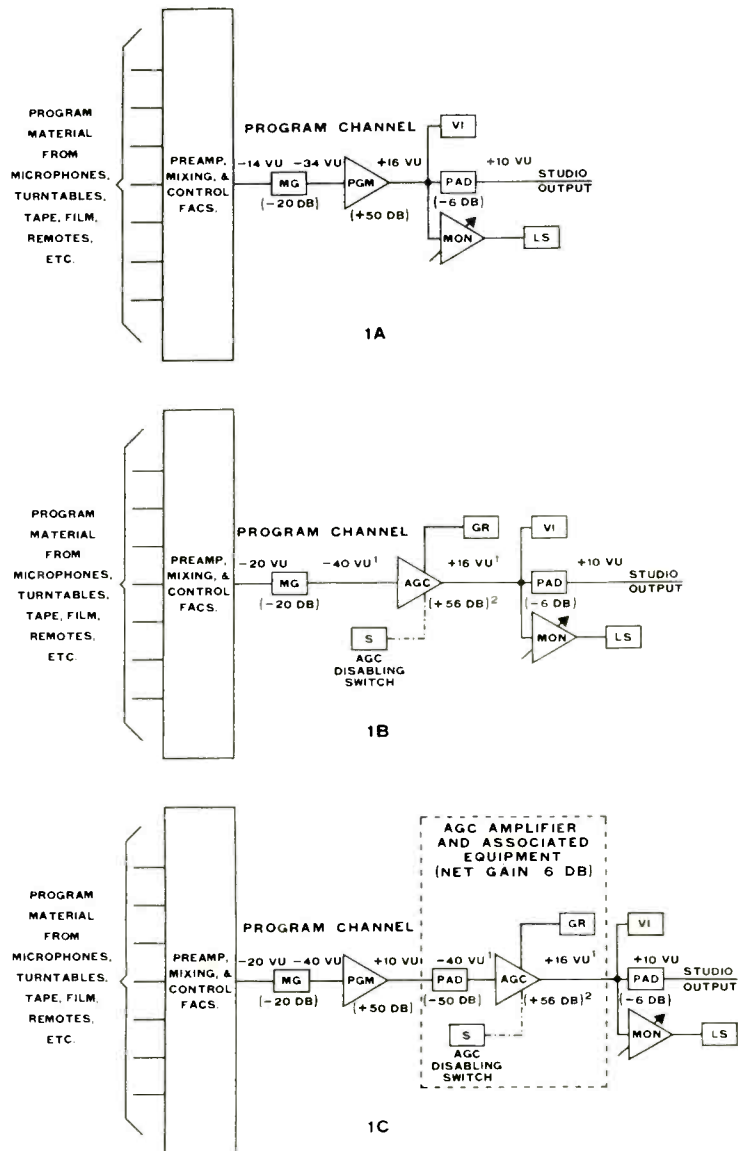 PROGRAM
MATERIAL
FROM
MICROPHONES,
TURNTABLES,
TAPE, FILM,
REMOTES,
ETC.
PREAMP,
MIXING, &
CONTROL
FACS.
PROGRAM CHANNEL
-14 VU
MG
(-20 DB)
-34 VU
PGM
(+50 DB)
+16 VU
VI
PAD
(-6 DB)
+10 VU
STUDIO
OUTPUT
MON
LS
1A
PROGRAM
MATERIAL
FROM
MICROPHONES,
TURNTABLES,
TAPE, FILM,
REMOTES,
ETC.
PREAMP,
MIXING, &
CONTROL
FACS.
PROGRAM CHANNEL
-20 VU
MG
(-20 DB)
-40 VU¹
AGC
(+56 DB)²
GR
S
AGC
DISABLING
SWITCH
+16 VU¹
VI
PAD
(-6 DB)
+10 VU
STUDIO
OUTPUT
MON
LS
1B
PROGRAM
MATERIAL
FROM
MICROPHONES,
TURNTABLES,
TAPE, FILM,
REMOTES,
ETC.
PREAMP,
MIXING, &
CONTROL
FACS.
PROGRAM CHANNEL
-20 VU
MG
(-20 DB)
-40 VU
PGM
(+50 DB)
+10 VU
AGC AMPLIFIER
AND ASSOCIATED
EQUIPMENT
(NET GAIN 6 DB)
PAD
(-50 DB)
-40 VU¹
AGC
(+56 DB)²
GR
S
AGC
DISABLING
SWITCH
+16 VU¹
VI
PAD
(-6 DB)
+10 VU
STUDIO
OUTPUT
MON
LS
1C